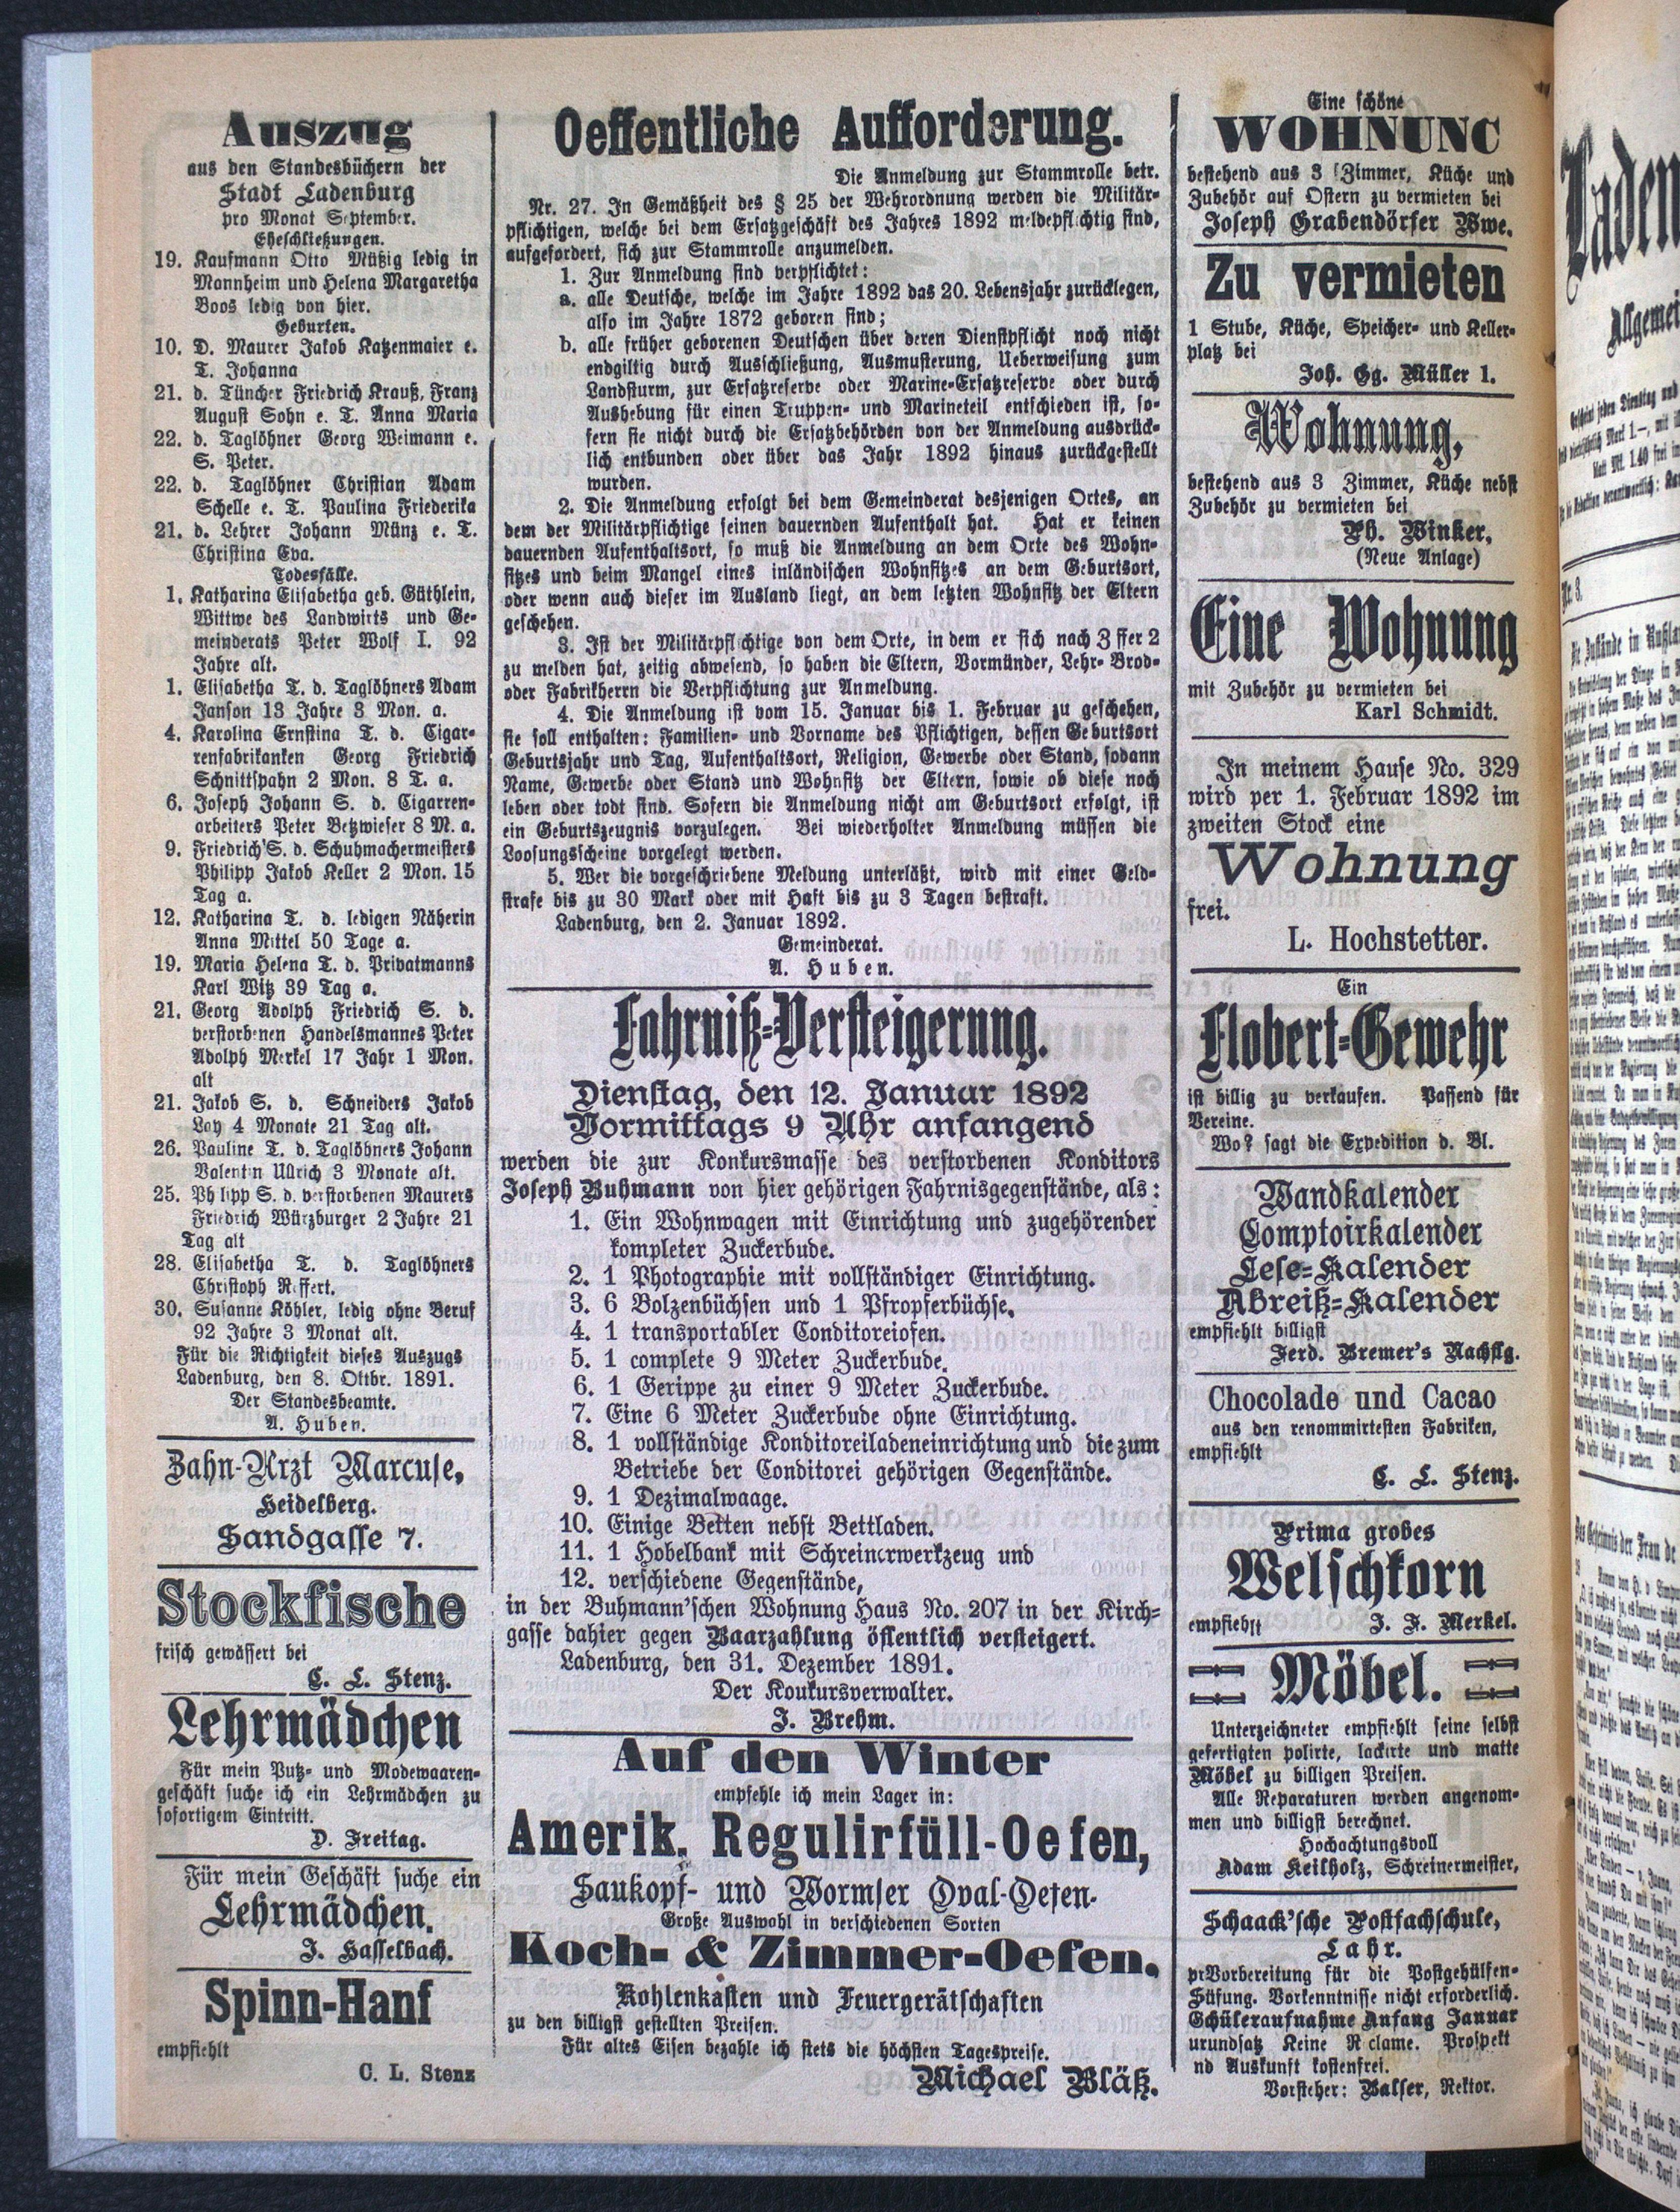 Auszug
aus den Standesbüchern der
Stadt Ladenburg
pro Monat September.
Eheschließungen.
19. Kaufmann Otto Müßig ledig in
Mannheim und Helena Margaretha
Boos ledig von hier.
Geburten.
10. D. Maurer Jakob Katzenmaier e.
T. Johanna
21. d. Tüncher Friedrich Krauß, Franz
August Sohn e. T. Anna Maria
22. d. Taglöhner Georg Weimann e.
S. Peter.
22. d. Taglöhner Christian Adam
Schelle e. T. Paulina Friederika
21. d. Lehrer Johann Münz e. T.
Christina Eva.
Todesfälle.
1. Katharina Elisabetha geb. Güthlein,
Wittwe des Landwirts und Ge-
meinderats Peter Wolf I. 92
Jahre alt.
1. Elisabetha T. d. Taglöhners Adam
Janson 13 Jahre 3 Mon. a.
4. Karolina Ernstina T. d. Cigar-
renfabrikanken Georg Friedrich
Schnittspahn 2 Mon. 8 T. a.
6. Joseph Johann S. d. Cigarren-
arbeiters Peter Betzwieser 8 M. a.
9. Friedrich S. d. Schuhmachermeisters
Philipp Jakob Keller 2 Mon. 15
Tag a.
12. Katharina T. d. ledigen Näherin
Anna Mittel 50 Tage a.
19. Maria Helena T. d. Privatmanns
Karl Witz 39 Tag a.
21. Georg Adolph Friedrich S. d.
verstorbenen Handelsmannes Peter
Adolph Merkel 17 Jahr 1 Mon.
alt
21. Jakob S. d. Schneiders Jakob
Loy 4 Monate 21 Tag alt.
26. Pauline T. d. Taglöhners Johann
Valentin Ullrich 3 Monate alt.
25. Philipp S. d. verstorbenen Maurers
Friedrich Würzburger 2 Jahre 21
Tag alt
28. Elisabetha T. d. Taglöhners
Christoph Reffert.
30. Susanne Köhler, ledig ohne Beruf
92 Jahre 3 Monat alt.
Für die Richtigkeit dieses Auszugs
Ladenburg, den 8. Oktbr. 1891.
Der Standesbeamte.
A. Huben.
Zahn-Arzt Marcuse,
Heidelberg.
Sandgasse 7.
Stockfische
frisch gewässert bei
C. L. Stenz.
Lehrmädchen
Für mein Putz- und Modewaaren-
geschäft suche ich ein Lehrmädchen zu
sofortigem Eintritt.
D. Freitag.
Für mein Geschäft suche ein
Lehrmädchen.
J. Hasselbach.
Spinn-Hanf
empfiehlt
C. L. Stenz
Oeffentliche Aufforderung.
Die Anmeldung zur Stammrolle betr.
Nr. 27. In Gemäßheit des § 25 der Wehrordnung werden die Militär-
pflichtigen, welche bei dem Ersatzgeschäft des Jahres 1892 meldepflichtig sind,
aufgefordert, sich zur Stammrolle anzumelden.
1. Zur Anmeldung sind verpflichtet:
a. alle Deutsche, welche im Jahre 1892 das 20. Lebensjahr zurücklegen,
also im Jahre 1872 geboren sind;
b. alle früher geborenen Deutschen über deren Dienstpflicht noch nicht
endgiltig durch Ausschließung, Ausmusterung, Ueberweisung zum
Landsturm, zur Ersatzreserve oder Marine-Ersatzreserve oder durch
Aushebung für einen Truppen- und Marineteil entschieden ist, so-
fern sie nicht durch die Ersatzbehörden von der Anmeldung ausdrück-
lich entbunden oder über das Jahr 1892 hinaus zurückgestellt
wurden.
2. Die Anmeldung erfolgt bei dem Gemeinderat desjenigen Ortes, an
dem der Militärpflichtige seinen dauernden Aufenthalt hat. Hat er keinen
dauernden Aufenthaltsort, so muß die Anmeldung an dem Orte des Wohn-
sitzes und beim Mangel eines inländischen Wohnsitzes an dem Geburtsort,
oder wenn auch dieser im Ausland liegt, an dem letzten Wohnsitz der Eltern
geschehen.
3. Ist der Militärpflichtige von dem Orte, in dem er sich nach Ziffer 2
zu melden hat, zeitig abwesend, so haben die Eltern, Vormünder, Lehr- Brod-
oder Fabrikherrn die Verpflichtung zur Anmeldung.
4. Die Anmeldung ist vom 15. Januar bis 1. Februar zu geschehen,
sie soll enthalten: Familien- und Vorname des Pflichtigen, dessen Geburtsort
Geburtsjahr und Tag, Aufenthaltsort, Religion, Gewerbe oder Stand, sodann
Name, Gewerbe oder Stand und Wohnsitz der Eltern, sowie ob diese noch
leben oder todt sind. Sofern die Anmeldung nicht am Geburtsort erfolgt, ist
ein Geburtszeugnis vorzulegen. Bei wiederholter Anmeldung müssen die
Loosungsscheine vorgelegt werden.
5. Wer die vorgeschriebene Meldung unterläßt, wird mit einer Geld-
strafe bis zu 30 Mark oder mit Haft bis zu 3 Tagen bestraft.
Ladenburg, den 2. Januar 1892.
Gemeinderat.
A. Huben.
Fahrniß-Versteigerung.
Dienstag, den 12. Januar 1892
Vormittags 9 Uhr anfangend
werden die zur Konkursmasse des verstorbenen Konditors
Joseph Buhmann von hier gehörigen Fahrnisgegenstände, als:
1. Ein Wohnwagen mit Einrichtung und zugehörender
kompleter Zuckerbude.
2. 1 Photographie mit vollständiger Einrichtung.
3. 6 Bolzenbüchsen und 1 Pfropferbüchse.
4. 1 transportabler Conditoreiofen.
5. 1 complete 9 Meter Zuckerbude.
6. 1 Gerippe zu einer 9 Meter Zuckerbude.
7. Eine 6 Meter Zuckerbude ohne Einrichtung.
8. 1 vollständige Konditoreiladeneinrichtung und die zum
Betriebe der Conditorei gehörigen Gegenstände.
9. 1 Dezimalwaage.
10. Einige Betten nebst Bettladen.
11. 1 Hobelbank mit Schreinerwerkzeug und
12. verschiedene Gegenstände,
in der Buhmann'schen Wohnung Haus No. 207 in der Kirch-
gasse dahier gegen Baarzahlung öffentlich versteigert.
Ladenburg, den 31. Dezember 1891.
Der Koukursverwalter.
J. Brehm.
Auf den Winter
empfehle ich mein Lager in:
Amerik. Regulirfüll-Oefen,
Saukopf- und Wormser Oval-Oefen.
Große Auswahl in verschiedenen Sorten
Koch- & Zimmer-Oefen.
Kohlenkasten und Feuergerätschaften
zu den billigst gestellten Preisen.
Für altes Eisen bezahle ich stets die höchsten Tagespreise.
Michael Bläß.
Eine schöne
WOHNUNG
bestehend aus 3 Zimmer, Küche und
Zubehör auf Ostern zu vermieten bei
Joseph Grabendörfer Wwe.
Zu vermieten
1 Stube, Küche, Speicher- und Keller-
platz bei
Joh. Gg. Müller 1.
Wohnung,
bestehend aus 3 Zimmer, Küche nebst
Zubehör zu vermieten bei
Ph. Winker,
(Neue Anlage)
Eine Wohnung
mit Zubehör zu vermieten bei
Karl Schmidt.
In meinem Hause No. 329
wird per 1. Februar 1892 im
zweiten Stock eine
Wohnung
frei.
L. Hochstetter.
Ein
Flobert-Gewehr
ist billig zu verkaufen. Passend für
Vereine.
Wo? sagt die Expedition d. Bl.
Wandkalender
Comptoirkalender
Lese-Kalender
Abreiß-Kalender
empfiehlt billigst
Ferd. Bremer's Nachflg.
Chocolade und Cacao
aus den renommirtesten Fabriken,
empfiehlt
C. L. Stenz.
Prima grobes
Welschkorn
empfiehlt J. F. Merkel.
Möbel.
Unterzeichneter empfiehlt seine selbst
gefertigten polirte, lackirte und matte
Möbel zu billigen Preisen.
Alle Reparaturen werden angenom-
men und billigst berechnet.
Hochachtungsvoll
Adam Keilholz, Schreinermeister,
Schaack'sche Postfachschule,
Lahr.
prVorbereitung für die Postgehülfen-
Süfung. Vorkenntnisse nicht erforderlich.
Schüleraufnahme Anfang Januar
urundsatz Keine Reclame. Prospekt
nd Auskunft kostenfrei.
Vorsteher: Balser, Rektor.